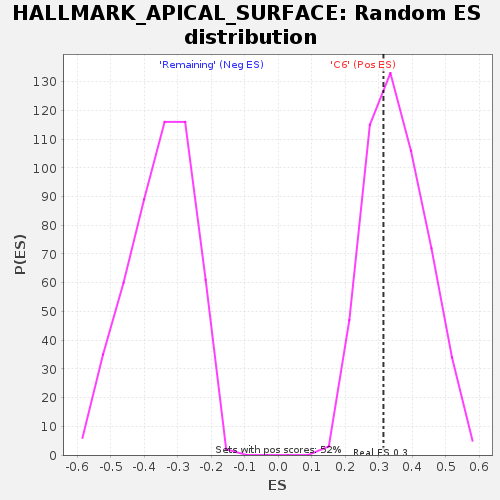 HALLMARK_APICAL_SURFACE: Random ES
distribution
'Remaining' (Neg ES) 'C6' (Pos ES)
130
120
110
100
90
80
70
60
50
40
30
20
10
0
P(ES)
Sets with pos scores: 52%
Real ES 0.3
-0.6 -0.5 -0.4 -0.3 -0.2 -0.1 0.0 0.1 0.2 0.3 0.4 0.5 0.6
ES